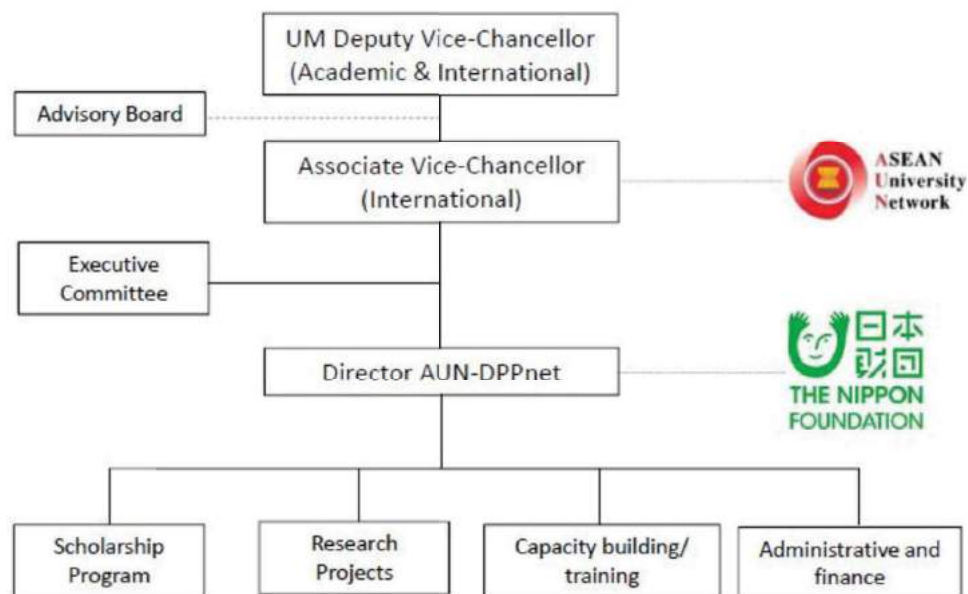 UM Deputy Vice-Chancellor
(Academic & International)
Advisory Board
Associate Vice-Chancellor
(International)
ASEAN
University
Network
Executive
Committee
Director AUN-DPPnet
日本
財団
THE NIPPON
FOUNDATION
Scholarship
Program
Research
Projects
Capacity building/
training
Administrative and
finance